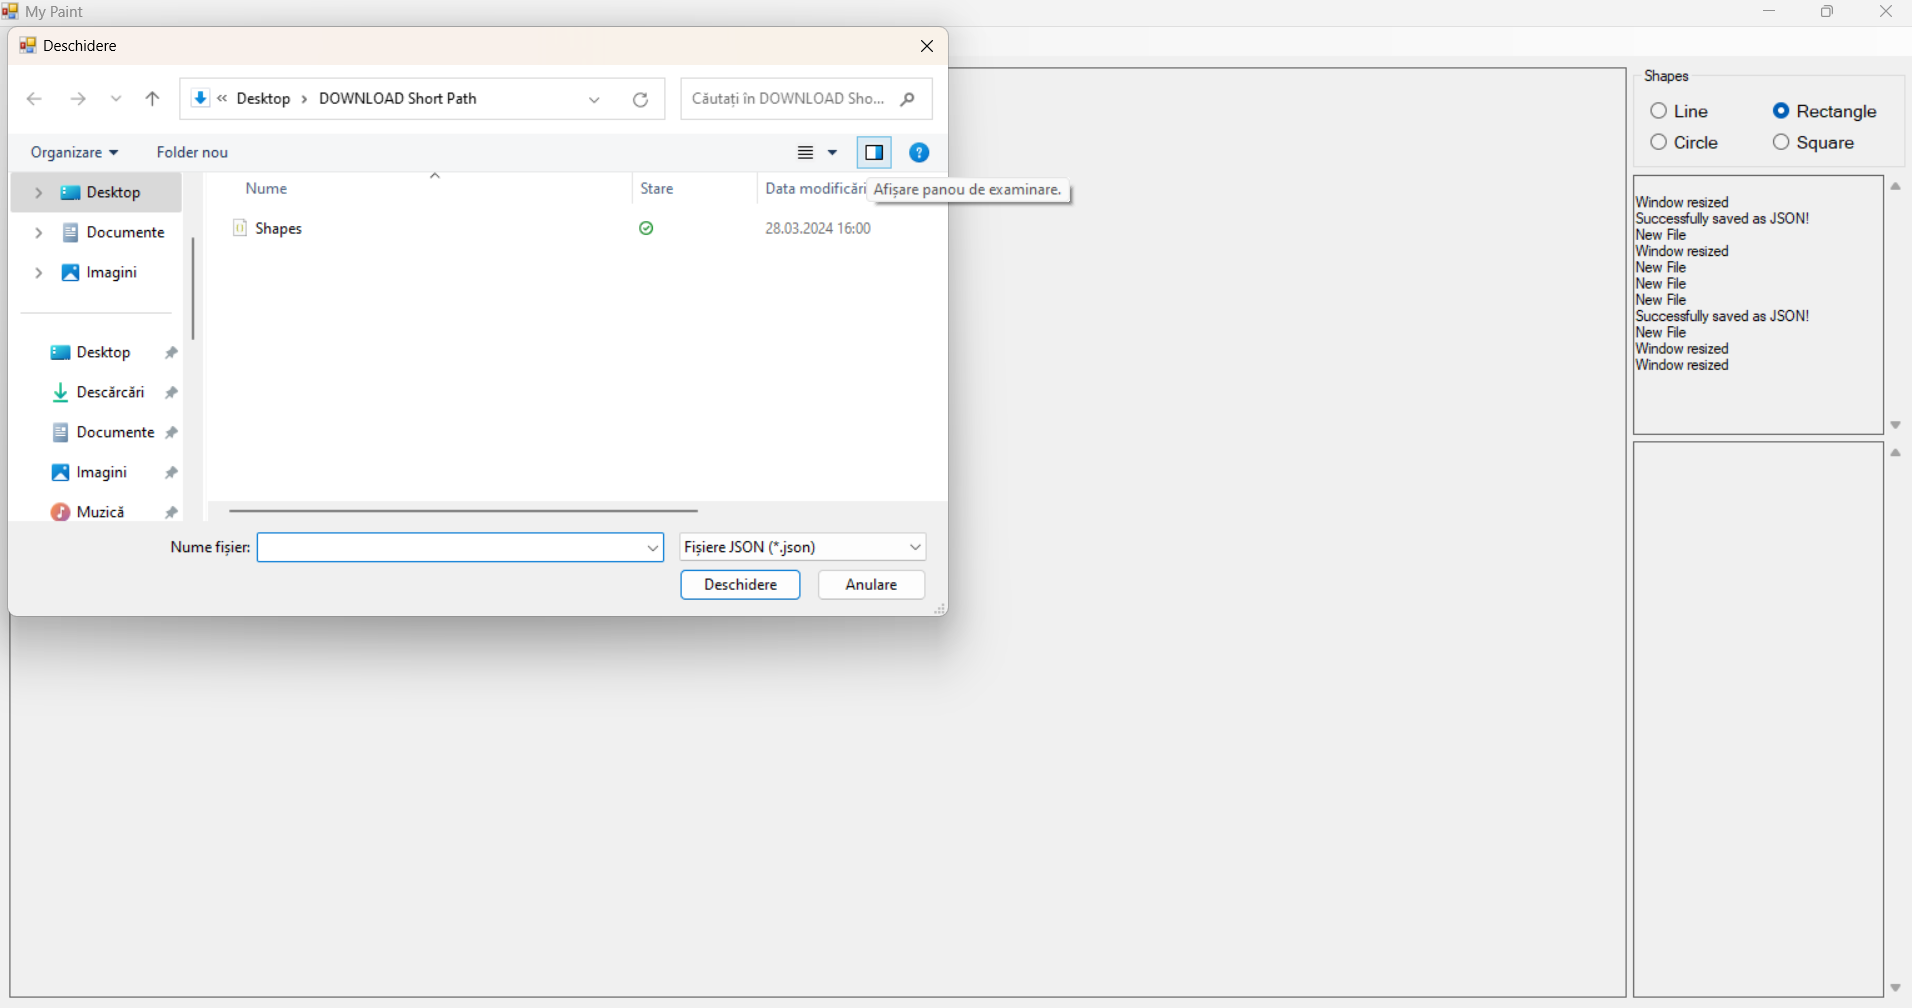 My Paint
Deschidere
Desktop
DOWNLOAD Short Path
Căutați în DOWNLOAD Sho...
Organizare
Folder nou
Desktop
Documente
Imagini
Desktop
Descărcări
Documente
Imagini
Muzică
Nume
Stare
Data modificări
Afișare panou de examinare.
Shapes
28.03.2024 16:00
Nume fișier:
Fișiere JSON (*.json)
Deschidere
Anulare
Shapes
Line
Rectangle
Circle
Square
Window resized
Successfully saved as JSON!
New File
Window resized
New File
New File
New File
Successfully saved as JSON!
New File
Window resized
Window resized